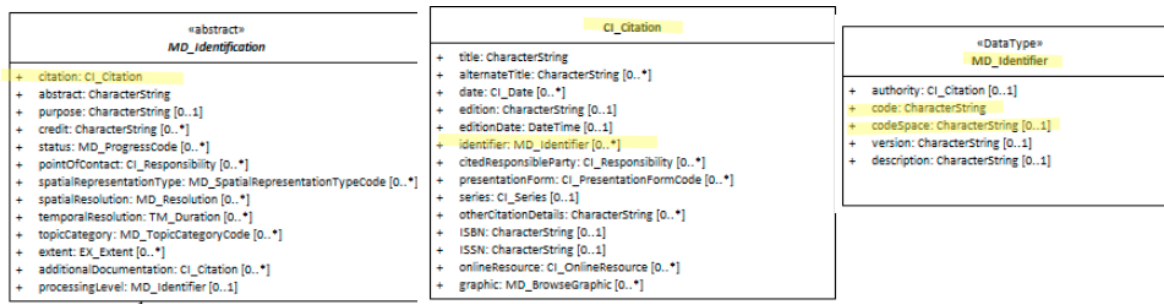 «abstract»
MD_Identification
+ citation: CI_Citation
+ abstract: CharacterString
+ purpose: CharacterString [0..1]
+ credit: CharacterString [0..*]
+ status: MD_ProgressCode [0..*]
+ pointOfContact: CI_Responsibility [0..*]
+ spatialRepresentationType: MD_SpatialRepresentationTypeCode [0..*]
+ spatialResolution: MD_Resolution [0..*]
+ temporalResolution: TM_Duration [0..*]
+ topicCategory: MD_TopicCategoryCode [0..*]
+ extent: EX_Extent [0..*]
+ additionalDocumentation: CI_Citation [0..*]
+ processingLevel: MD_Identifier [0..1]
CI_Citation
+ title: CharacterString
+ alternateTitle: CharacterString [0..*]
+ date: CI_Date [0..*]
+ edition: CharacterString [0..1]
+ editionDate: DateTime [0..1]
+ identifier: MD_Identifier [0..*]
+ citedResponsibleParty: CI_Responsibility [0..*]
+ presentationForm: CI_PresentationFormCode [0..*]
+ series: CI_Series [0..1]
+ otherCitationDetails: CharacterString [0..*]
+ ISBN: CharacterString [0..1]
+ ISSN: CharacterString [0..1]
+ onlineResource: CI_OnlineResource [0..*]
+ graphic: MD_BrowseGraphic [0..*]
«DataType»
MD_Identifier
+ authority: CI_Citation [0..1]
+ code: CharacterString
+ codeSpace: CharacterString [0..1]
+ version: CharacterString [0..1]
+ description: CharacterString [0..1]